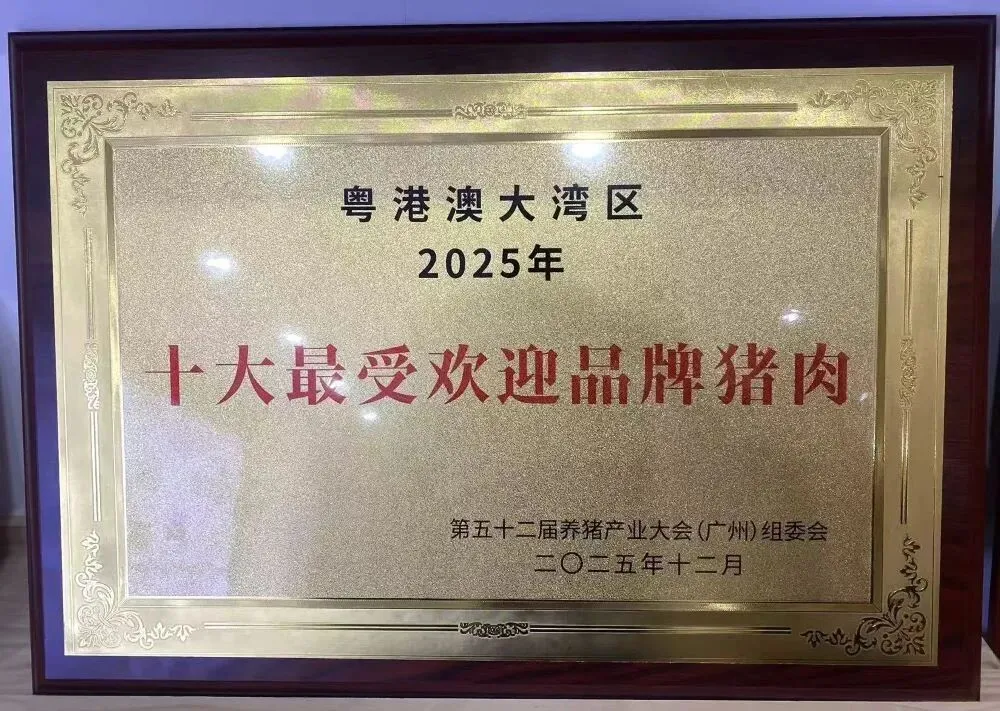 粤港澳大湾区
2025年
十大最受欢迎品牌猪肉
第五十二届养猪产业大会(广州)组委会
二〇二五年十二月